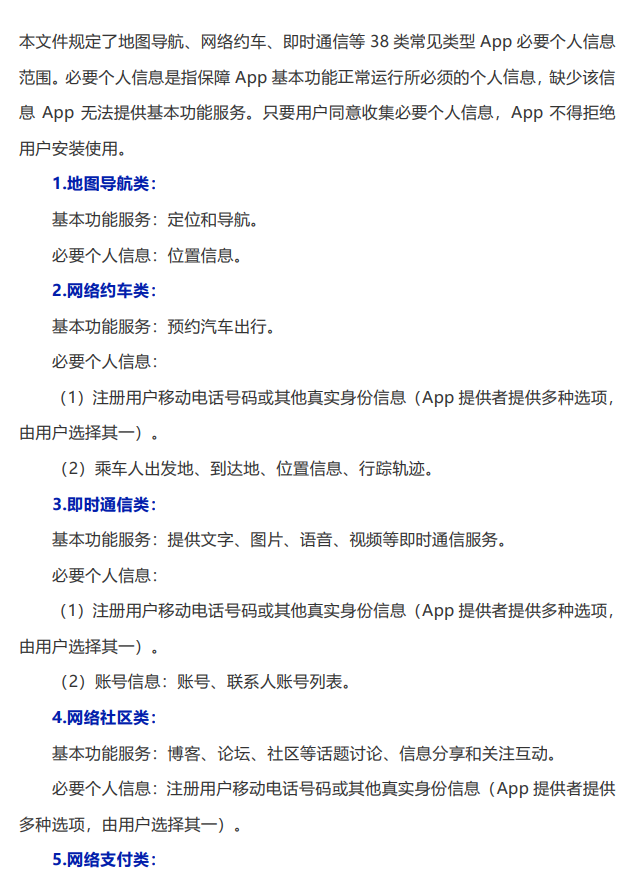 本文件规定了地图导航、网络约车、即时通信等 38 类常见类型 App 必要个人信息
范围。必要个人信息是指保障 App 基本功能正常运行所必须的个人信息，缺少该信
息 App 无法提供基本功能服务。只要用户同意收集必要个人信息，App 不得拒绝
用户安装使用。
1.地图导航类：
基本功能服务：定位和导航。
必要个人信息：位置信息。
2.网络约车类：
基本功能服务：预约汽车出行。
必要个人信息：
（1）注册用户移动电话号码或其他真实身份信息（App 提供者提供多种选项，
由用户选择其一）。
（2）乘车人出发地、到达地、位置信息、行踪轨迹。
3.即时通信类：
基本功能服务：提供文字、图片、语音、视频等即时通信服务。
必要个人信息：
（1）注册用户移动电话号码或其他真实身份信息（App 提供者提供多种选项，
由用户选择其一）。
（2）账号信息：账号、联系人账号列表。
4.网络社区类：
基本功能服务：博客、论坛、社区等话题讨论、信息分享和关注互动。
必要个人信息：注册用户移动电话号码或其他真实身份信息（App 提供者提供
多种选项，由用户选择其一）。
5.网络支付类：